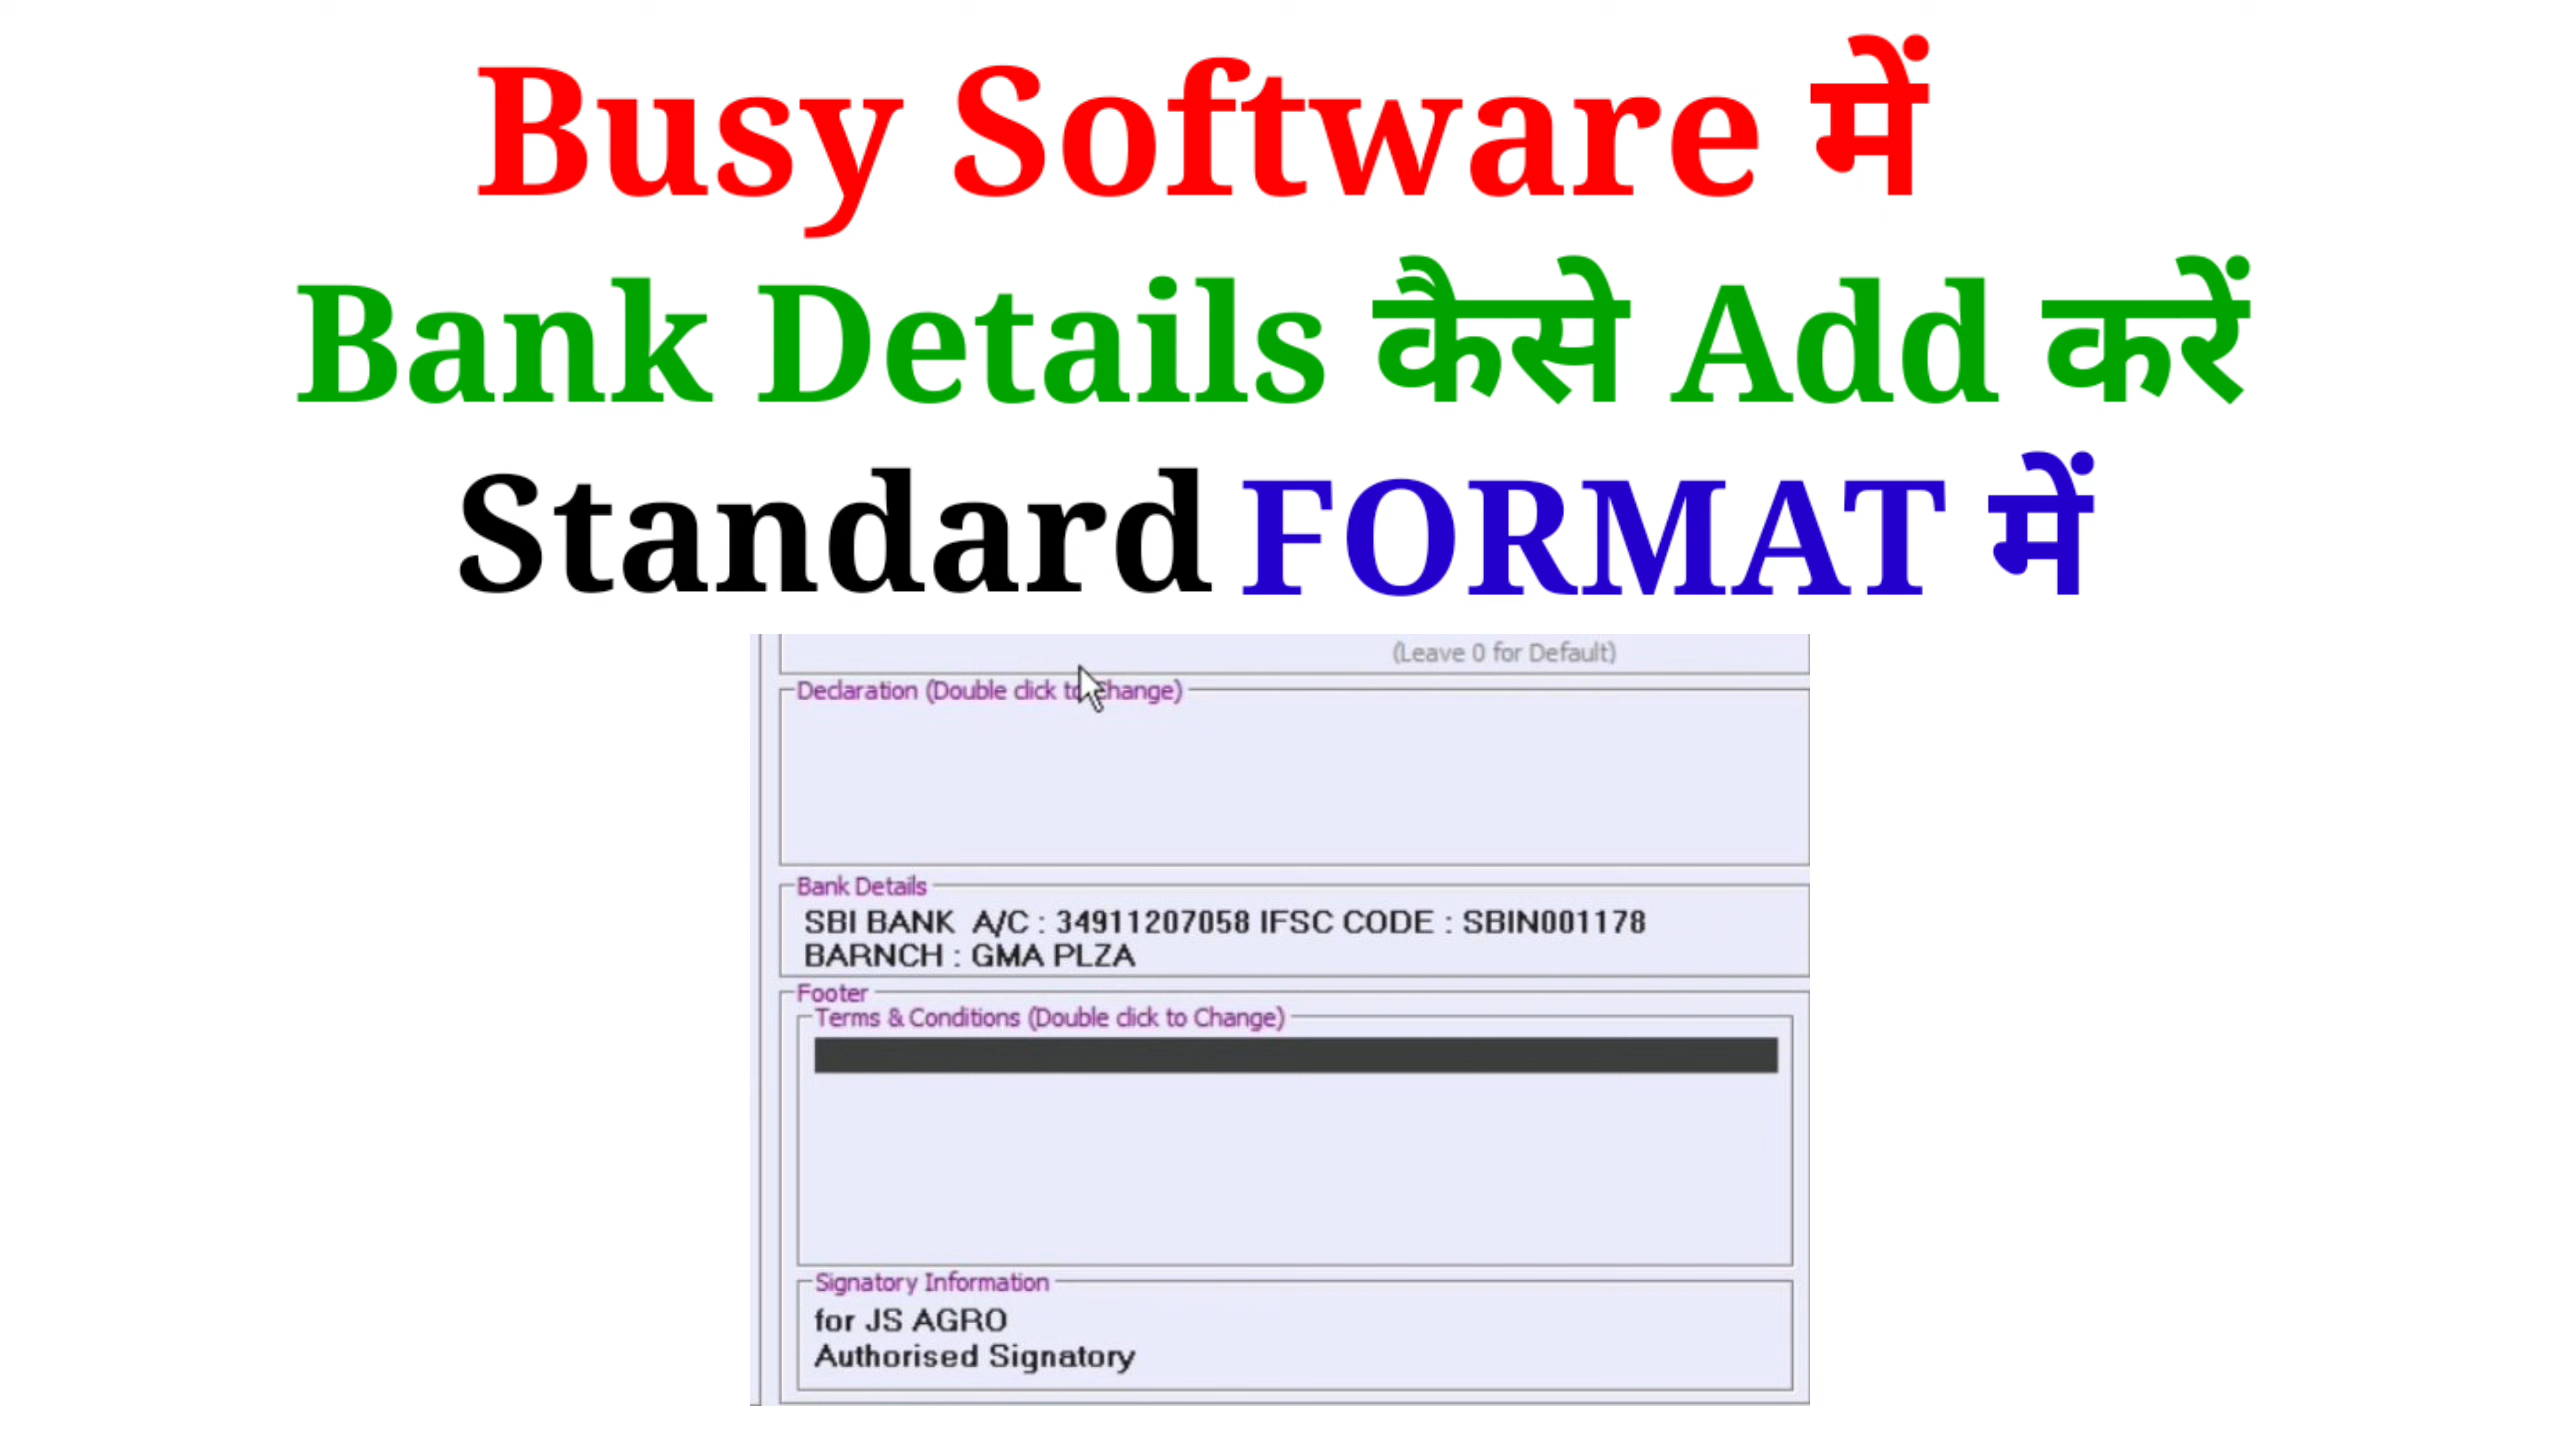 Busy Software में
Bank Details कैसे Add करें
Standard FORMAT में
(Leave 0 for Default)
Declaration (Double click to Change)
Bank Details
SBI BANK A/C : 34911207058 IFSC CODE : SBIN001178
BARNCH : GMA PLZA
Footer
Terms & Conditions (Double click to Change)
Signatory Information
for JS AGRO
Authorised Signatory